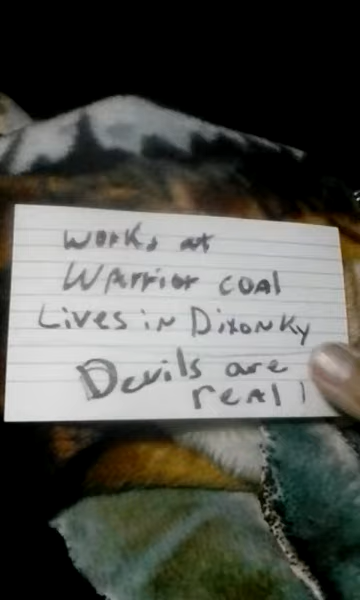 Works at
Warrior coal
Lives in Dixon Ky
Devils are
real!